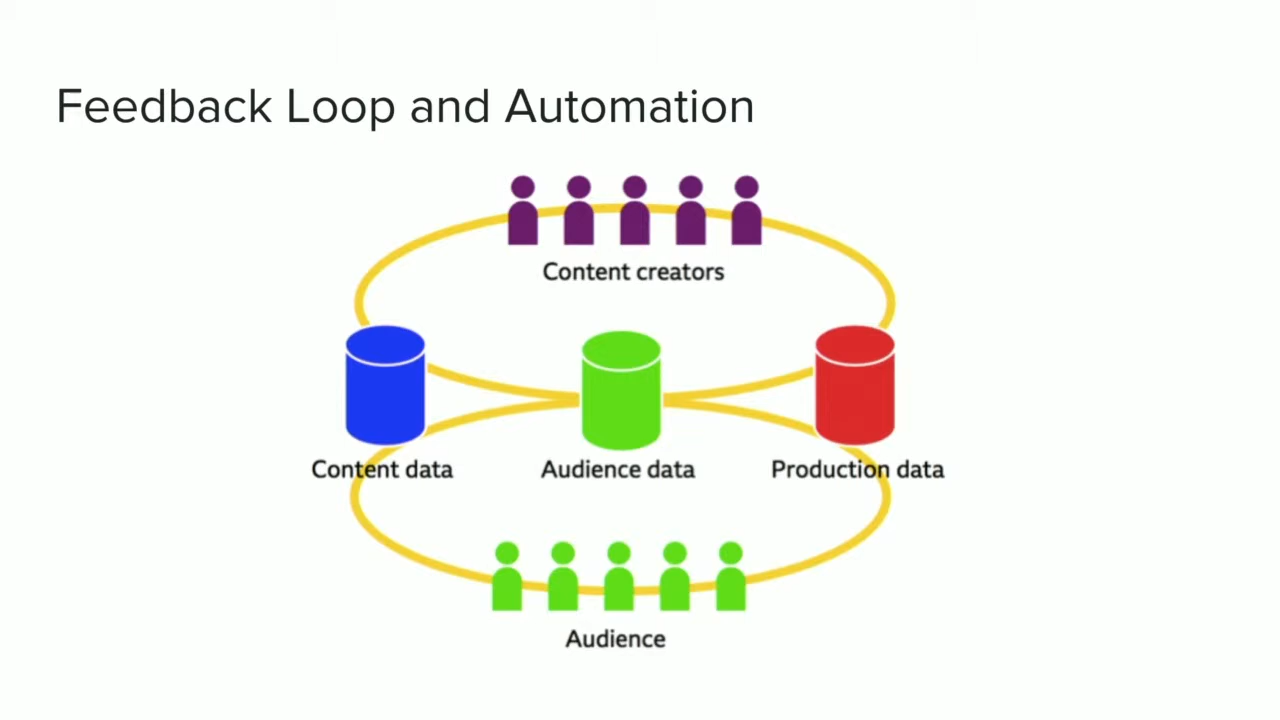 Feedback Loop and Automation
Content creators
Content data
Audience data
Production data
Audience